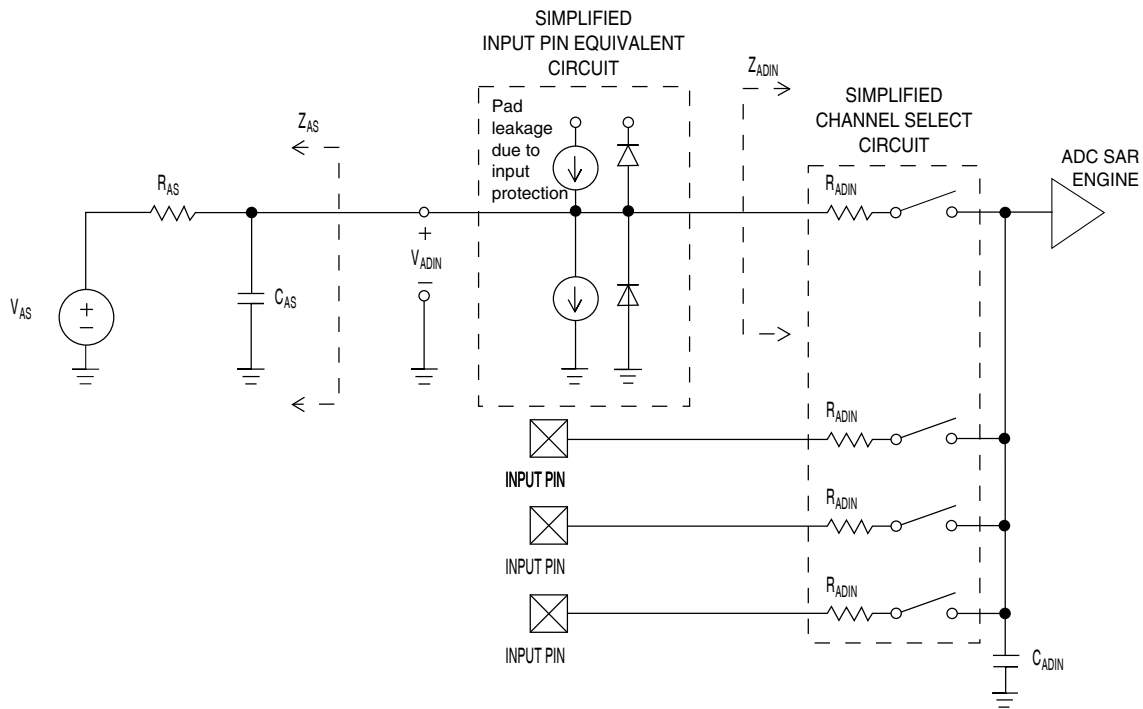 SIMPLIFIED
INPUT PIN EQUIVALENT
CIRCUIT
Pad
leakage
due to
input
protection
Z_ADIN
SIMPLIFIED
CHANNEL SELECT
CIRCUIT
ADC SAR
ENGINE
Z_AS
R_AS
R_ADIN
+
V_ADIN
–
C_AS
V_AS
+
–
R_ADIN
INPUT PIN
R_ADIN
INPUT PIN
R_ADIN
INPUT PIN
C_ADIN